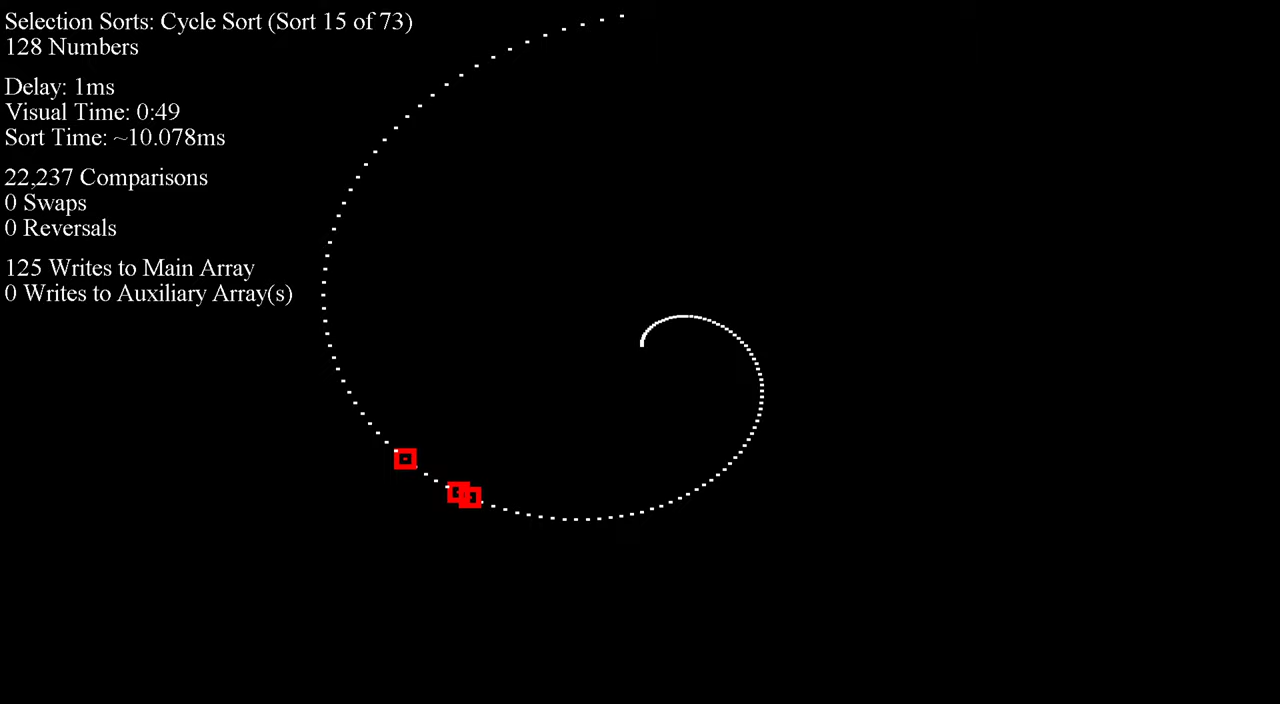 Selection Sorts: Cycle Sort (Sort 15 of 73)
128 Numbers
Delay: 1ms
Visual Time: 0:49
Sort Time: ~10.078ms
22,237 Comparisons
0 Swaps
0 Reversals
125 Writes to Main Array
0 Writes to Auxiliary Array(s)